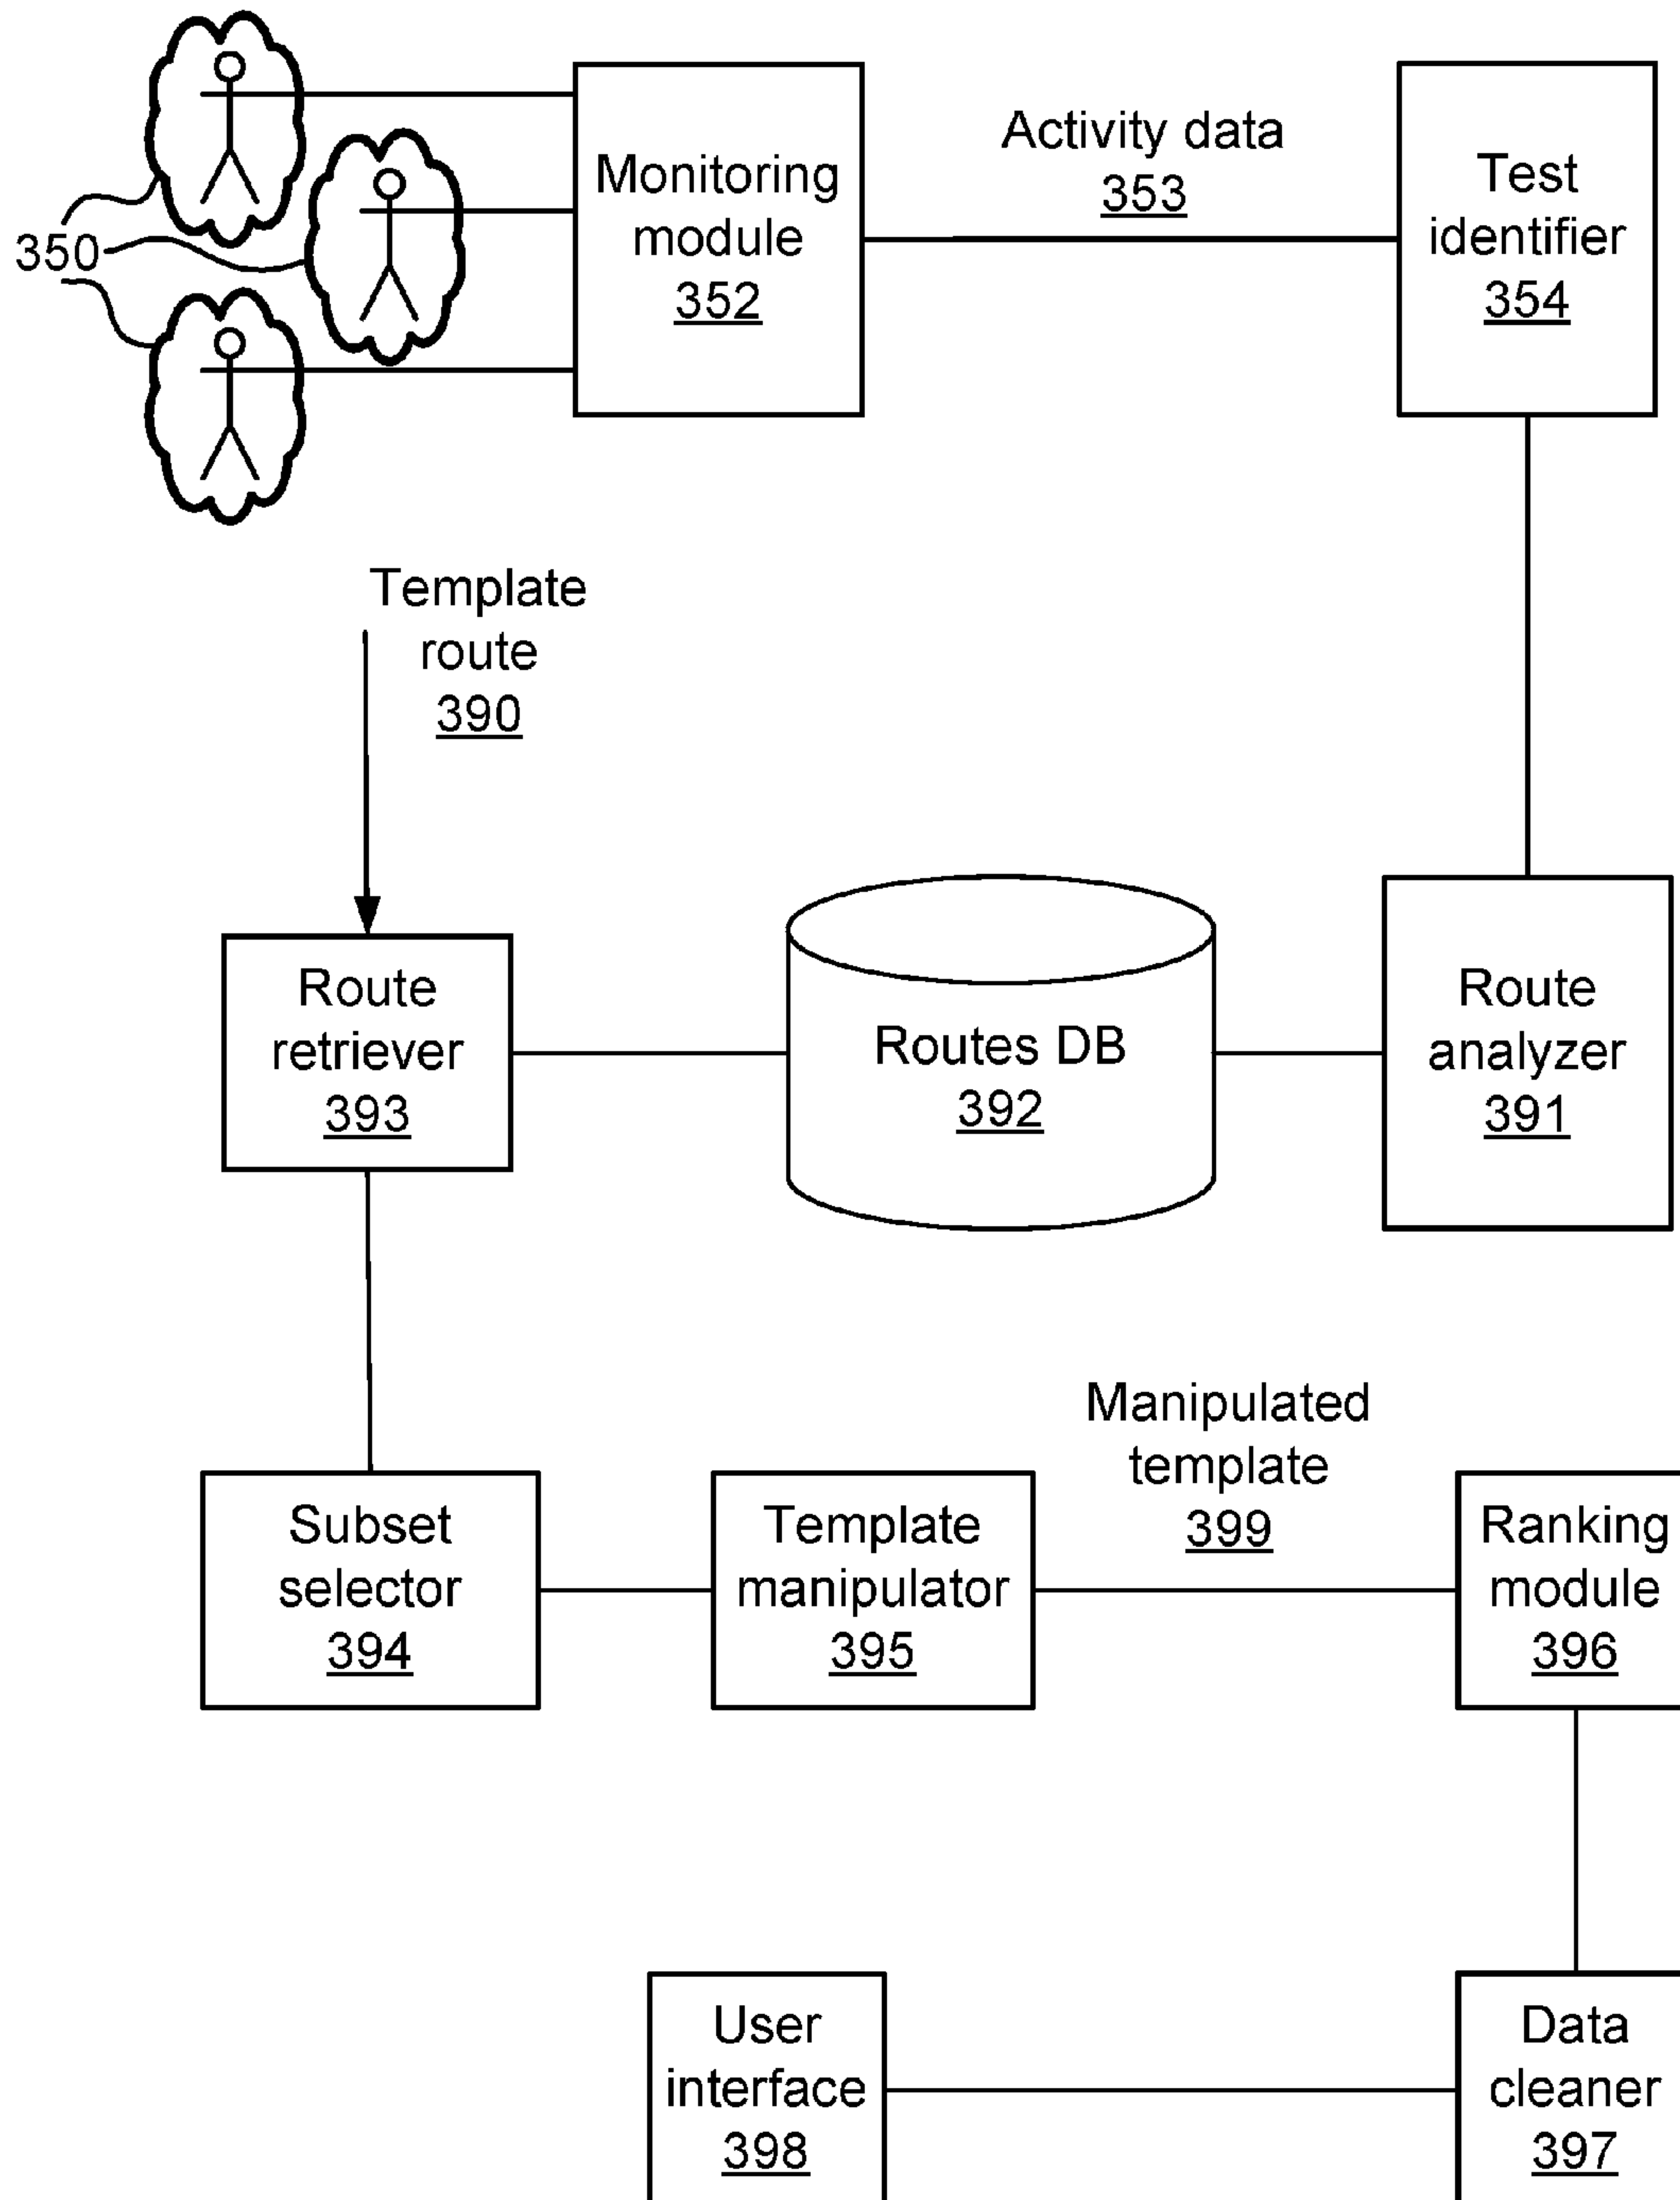 Monitoring
module
352
Activity data
353
Test
identifier
354
350
Template
route
390
Route
retriever
393
Routes DB
392
Route
analyzer
391
Subset
selector
394
Template
manipulator
395
Manipulated
template
399
Ranking
module
396
User
interface
398
Data
cleaner
397